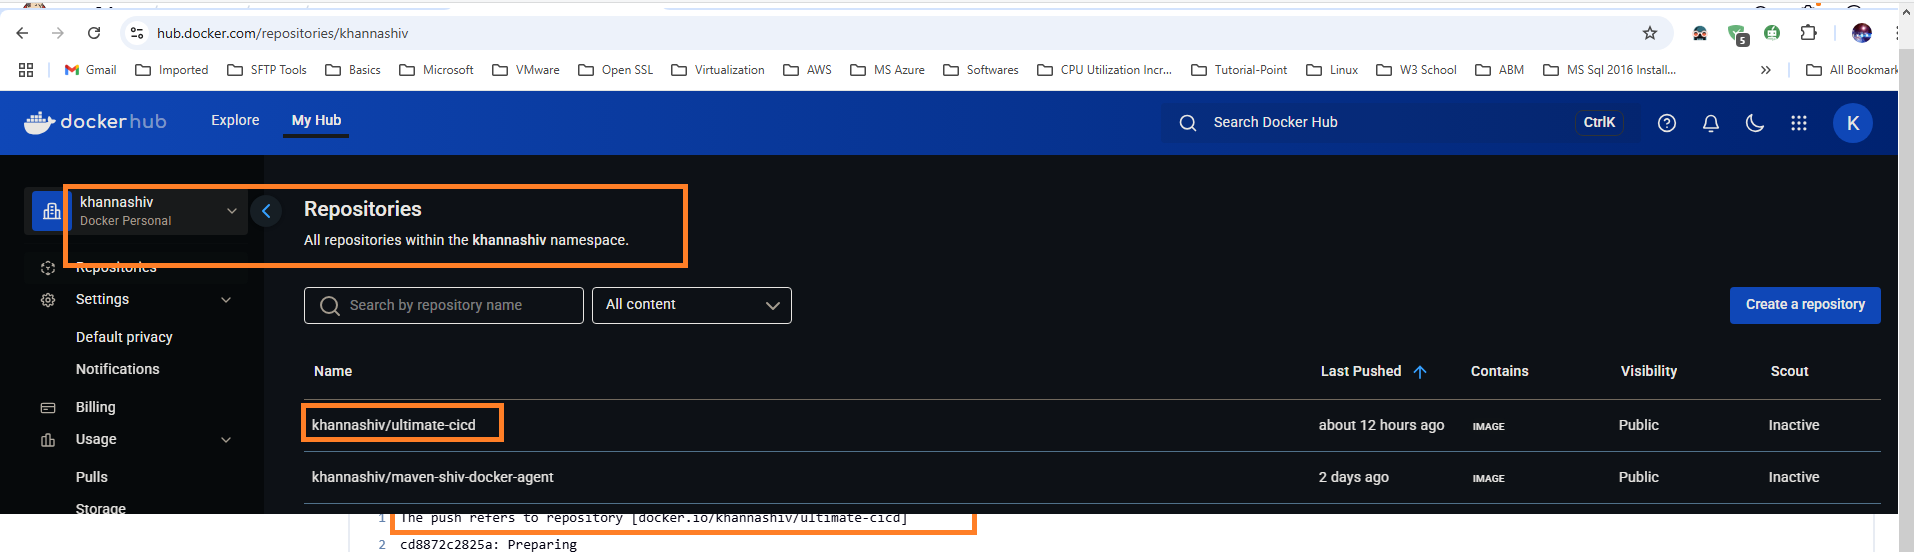 hub.docker.com/repositories/khannashiv
5
Gmail Imported SFTP Tools Basics Microsoft VMware Open SSL Virtualization AWS MS Azure Softwares CPU Utilization Incr... Tutorial-Point Linux W3 School ABM MS Sql 2016 Install... » All Bookmark
dockerhub Explore My Hub Search Docker Hub CtrlK K
khannashiv
Docker Personal
Repositories
All repositories within the khannashiv namespace.
Repositories
Settings
Default privacy
Notifications
Billing
Usage
Pulls
Storage
Search by repository name All content Create a repository
Name Last Pushed Contains Visibility Scout
khannashiv/ultimate-cicd about 12 hours ago IMAGE Public Inactive
khannashiv/maven-shiv-docker-agent 2 days ago IMAGE Public Inactive
1 The push refers to repository [docker.io/khannashiv/ultimate-cicd]
2 cd8872c2825a: Preparing